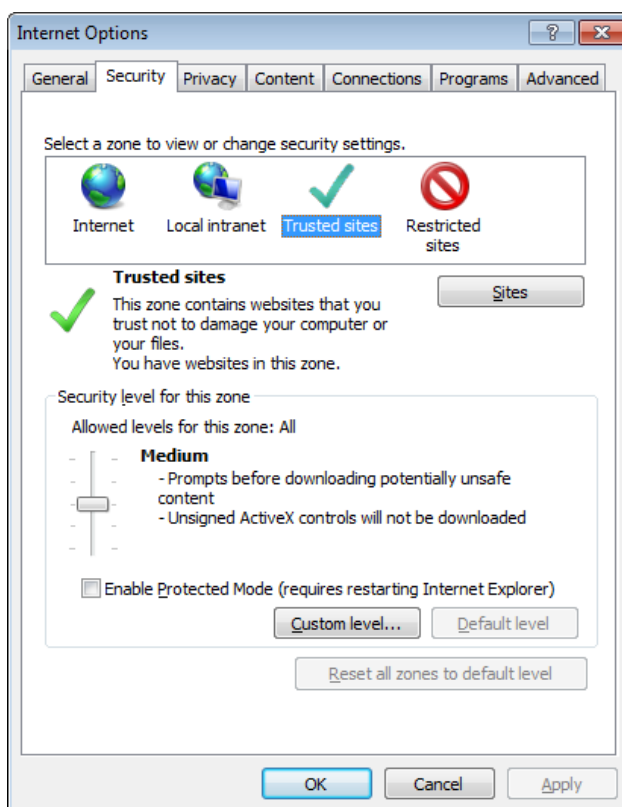 Internet Options
General Security Privacy Content Connections Programs Advanced
Select a zone to view or change security settings.
Internet Local intranet Trusted sites Restricted
sites
Trusted sites
Sites
This zone contains websites that you
trust not to damage your computer or
your files.
You have websites in this zone.
Security level for this zone
Allowed levels for this zone: All
Medium
- Prompts before downloading potentially unsafe
content
- Unsigned ActiveX controls will not be downloaded
Enable Protected Mode (requires restarting Internet Explorer)
Custom level... Default level
Reset all zones to default level
OK Cancel Apply